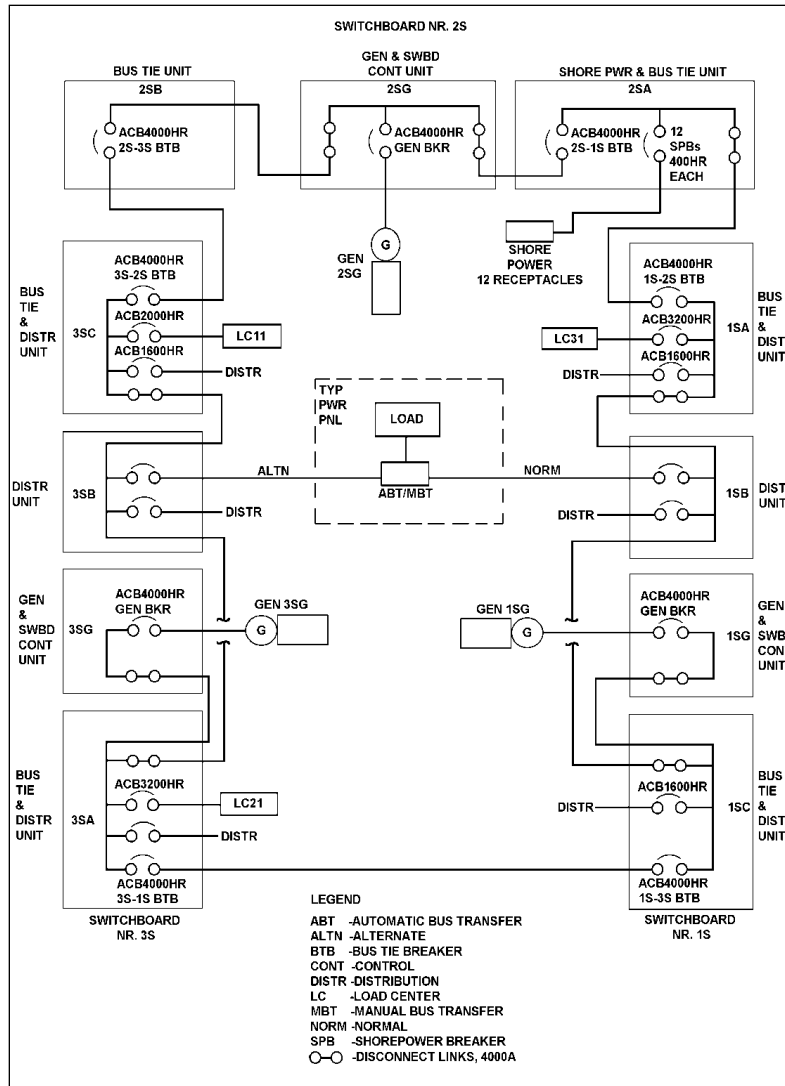 SWITCHBOARD NR. 2S
BUS TIE UNIT
2SB
ACB4000HR
2S-3S BTB
GEN & SWBD
CONT UNIT
2SG
ACB4000HR
GEN BKR
G
GEN
2SG
SHORE PWR & BUS TIE UNIT
2SA
ACB4000HR
2S-1S BTB
12
SPBs
400HR
EACH
SHORE
POWER
12 RECEPTACLES
BUS
TIE
&
DISTR
UNIT
3SC
ACB4000HR
3S-2S BTB
ACB2000HR
LC11
ACB1600HR
DISTR
ACB4000HR
1S-2S BTB
ACB3200HR
LC31
ACB1600HR
DISTR
1SA
BUS
TIE
&
DISTR
UNIT
TYP
PWR
PNL
LOAD
ABT/MBT
ALTN
NORM
DISTR
UNIT
3SB
DISTR
DISTR
1SB
DISTR
UNIT
GEN
&
SWBD
CONT
UNIT
3SG
ACB4000HR
GEN BKR
GEN 3SG
G
GEN 1SG
G
ACB4000HR
GEN BKR
1SG
GEN
&
SWB
CON
UNIT
BUS
TIE
&
DISTR
UNIT
3SA
ACB3200HR
LC21
DISTR
ACB4000HR
3S-1S BTB
SWITCHBOARD
NR. 3S
ACB1600HR
DISTR
1SC
ACB4000HR
1S-3S BTB
BUS
TIE
&
DISTR
UNIT
SWITCHBOARD
NR. 1S
LEGEND
ABT -AUTOMATIC BUS TRANSFER
ALTN -ALTERNATE
BTB -BUS TIE BREAKER
CONT -CONTROL
DISTR -DISTRIBUTION
LC -LOAD CENTER
MBT -MANUAL BUS TRANSFER
NORM -NORMAL
SPB -SHOREPOWER BREAKER
-DISCONNECT LINKS, 4000A